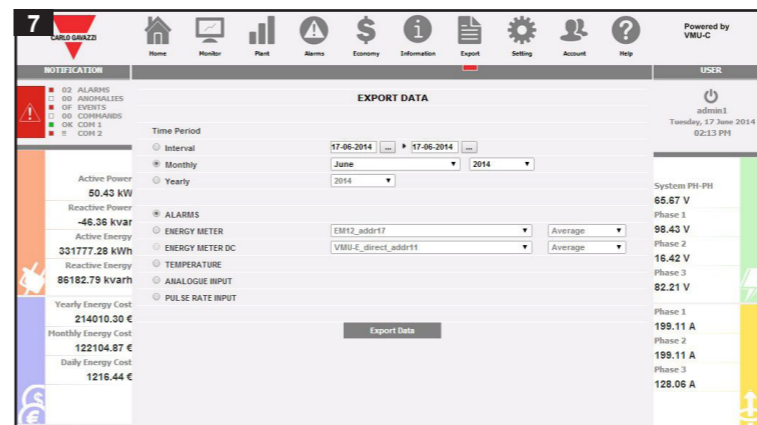 7
CARLO GAVAZZI
Home Monitor Plant Alarms Economy Information Export Setting Account Help
Powered by
VMU-C
NOTIFICATION
USER
02 ALARMS
00 ANOMALIES
OF EVENTS
00 COMMANDS
OK COM 1
!! COM 2
EXPORT DATA
admin1
Tuesday, 17 June 2014
02:13 PM
Time Period
Interval 17-06-2014 ... 17-06-2014 ...
Monthly June 2014
Yearly 2014
ALARMS
ENERGY METER EM12_addr17 Average
ENERGY METER DC VMU-E_direct_addr11 Average
TEMPERATURE
ANALOGUE INPUT
PULSE RATE INPUT
Export Data
Active Power
50.43 kW
Reactive Power
-46.36 kvar
Active Energy
331777.28 kWh
Reactive Energy
86182.79 kvarh
Yearly Energy Cost
214010.30 €
Monthly Energy Cost
122104.87 €
Daily Energy Cost
1216.44 €
System PH-PH
65.67 V
Phase 1
98.43 V
Phase 2
16.42 V
Phase 3
82.21 V
Phase 1
199.11 A
Phase 2
199.11 A
Phase 3
128.06 A